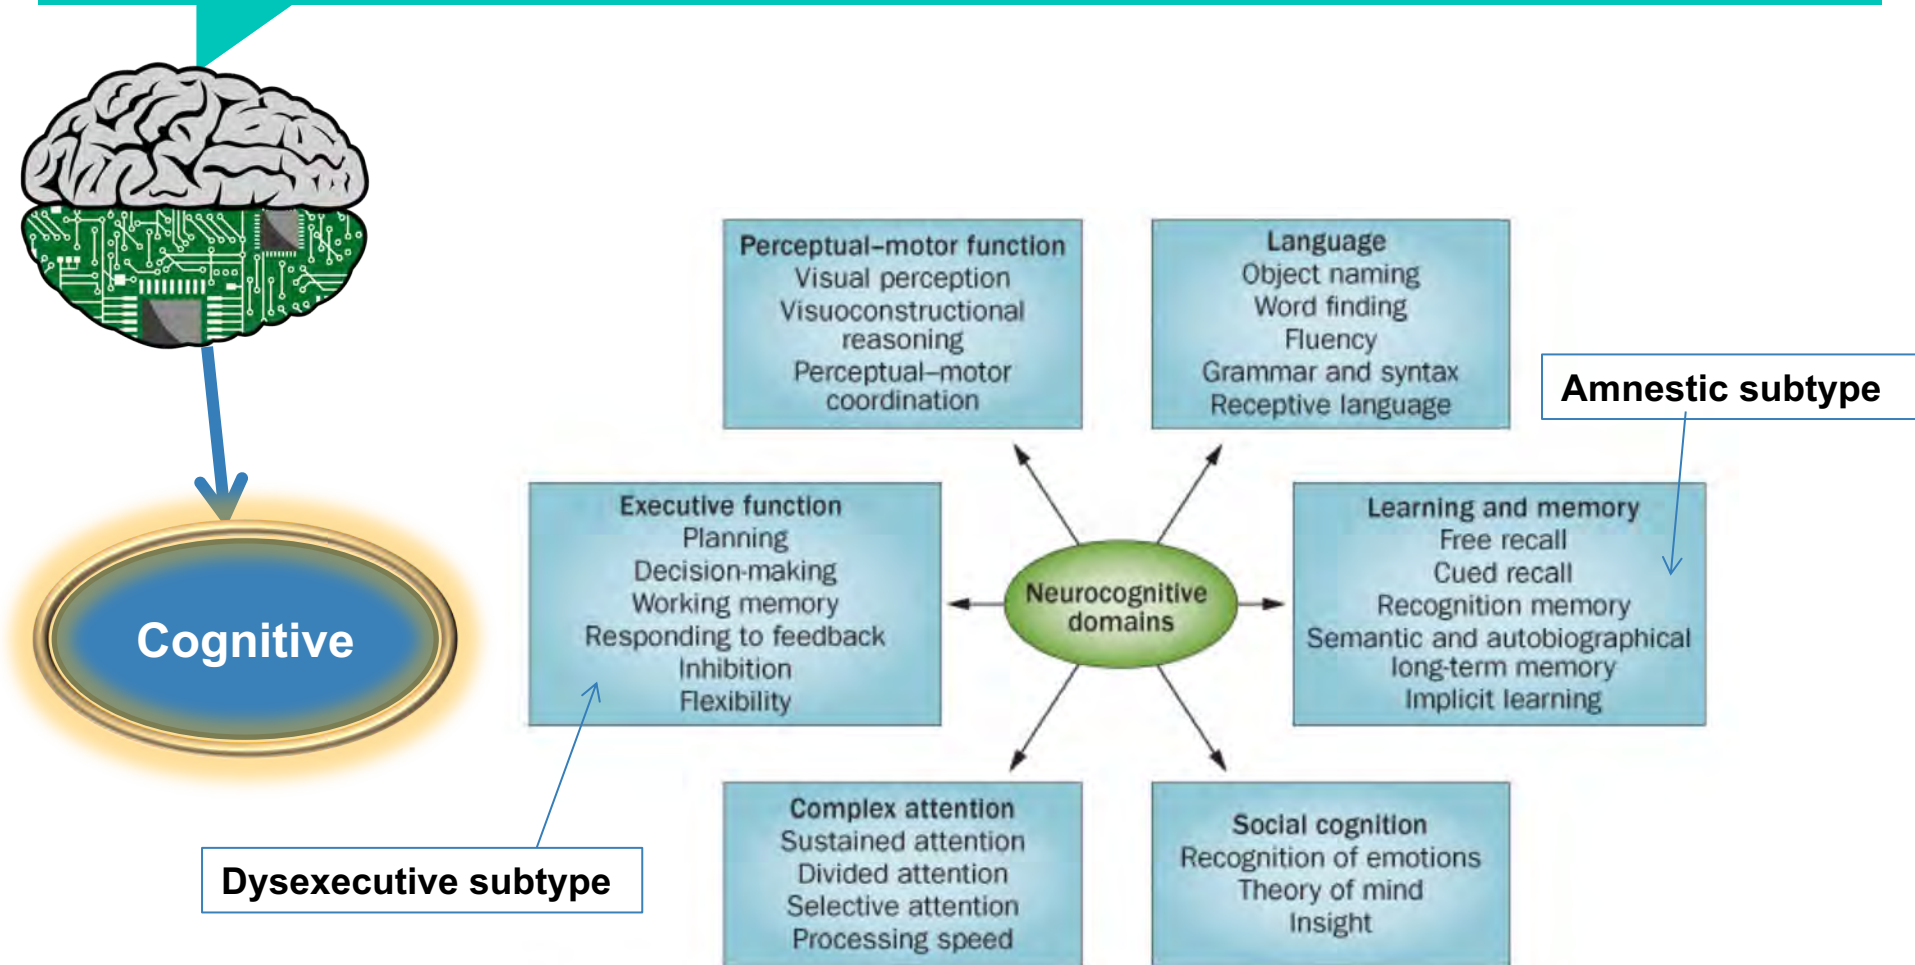 Perceptual–motor function
Visual perception
Visuoconstructional
reasoning
Perceptual–motor
coordination
Language
Object naming
Word finding
Fluency
Grammar and syntax
Receptive language
Amnestic subtype
Executive function
Planning
Decision-making
Working memory
Responding to feedback
Inhibition
Flexibility
Neurocognitive
domains
Learning and memory
Free recall
Cued recall
Recognition memory
Semantic and autobiographical
long-term memory
Implicit learning
Cognitive
Dysexecutive subtype
Complex attention
Sustained attention
Divided attention
Selective attention
Processing speed
Social cognition
Recognition of emotions
Theory of mind
Insight